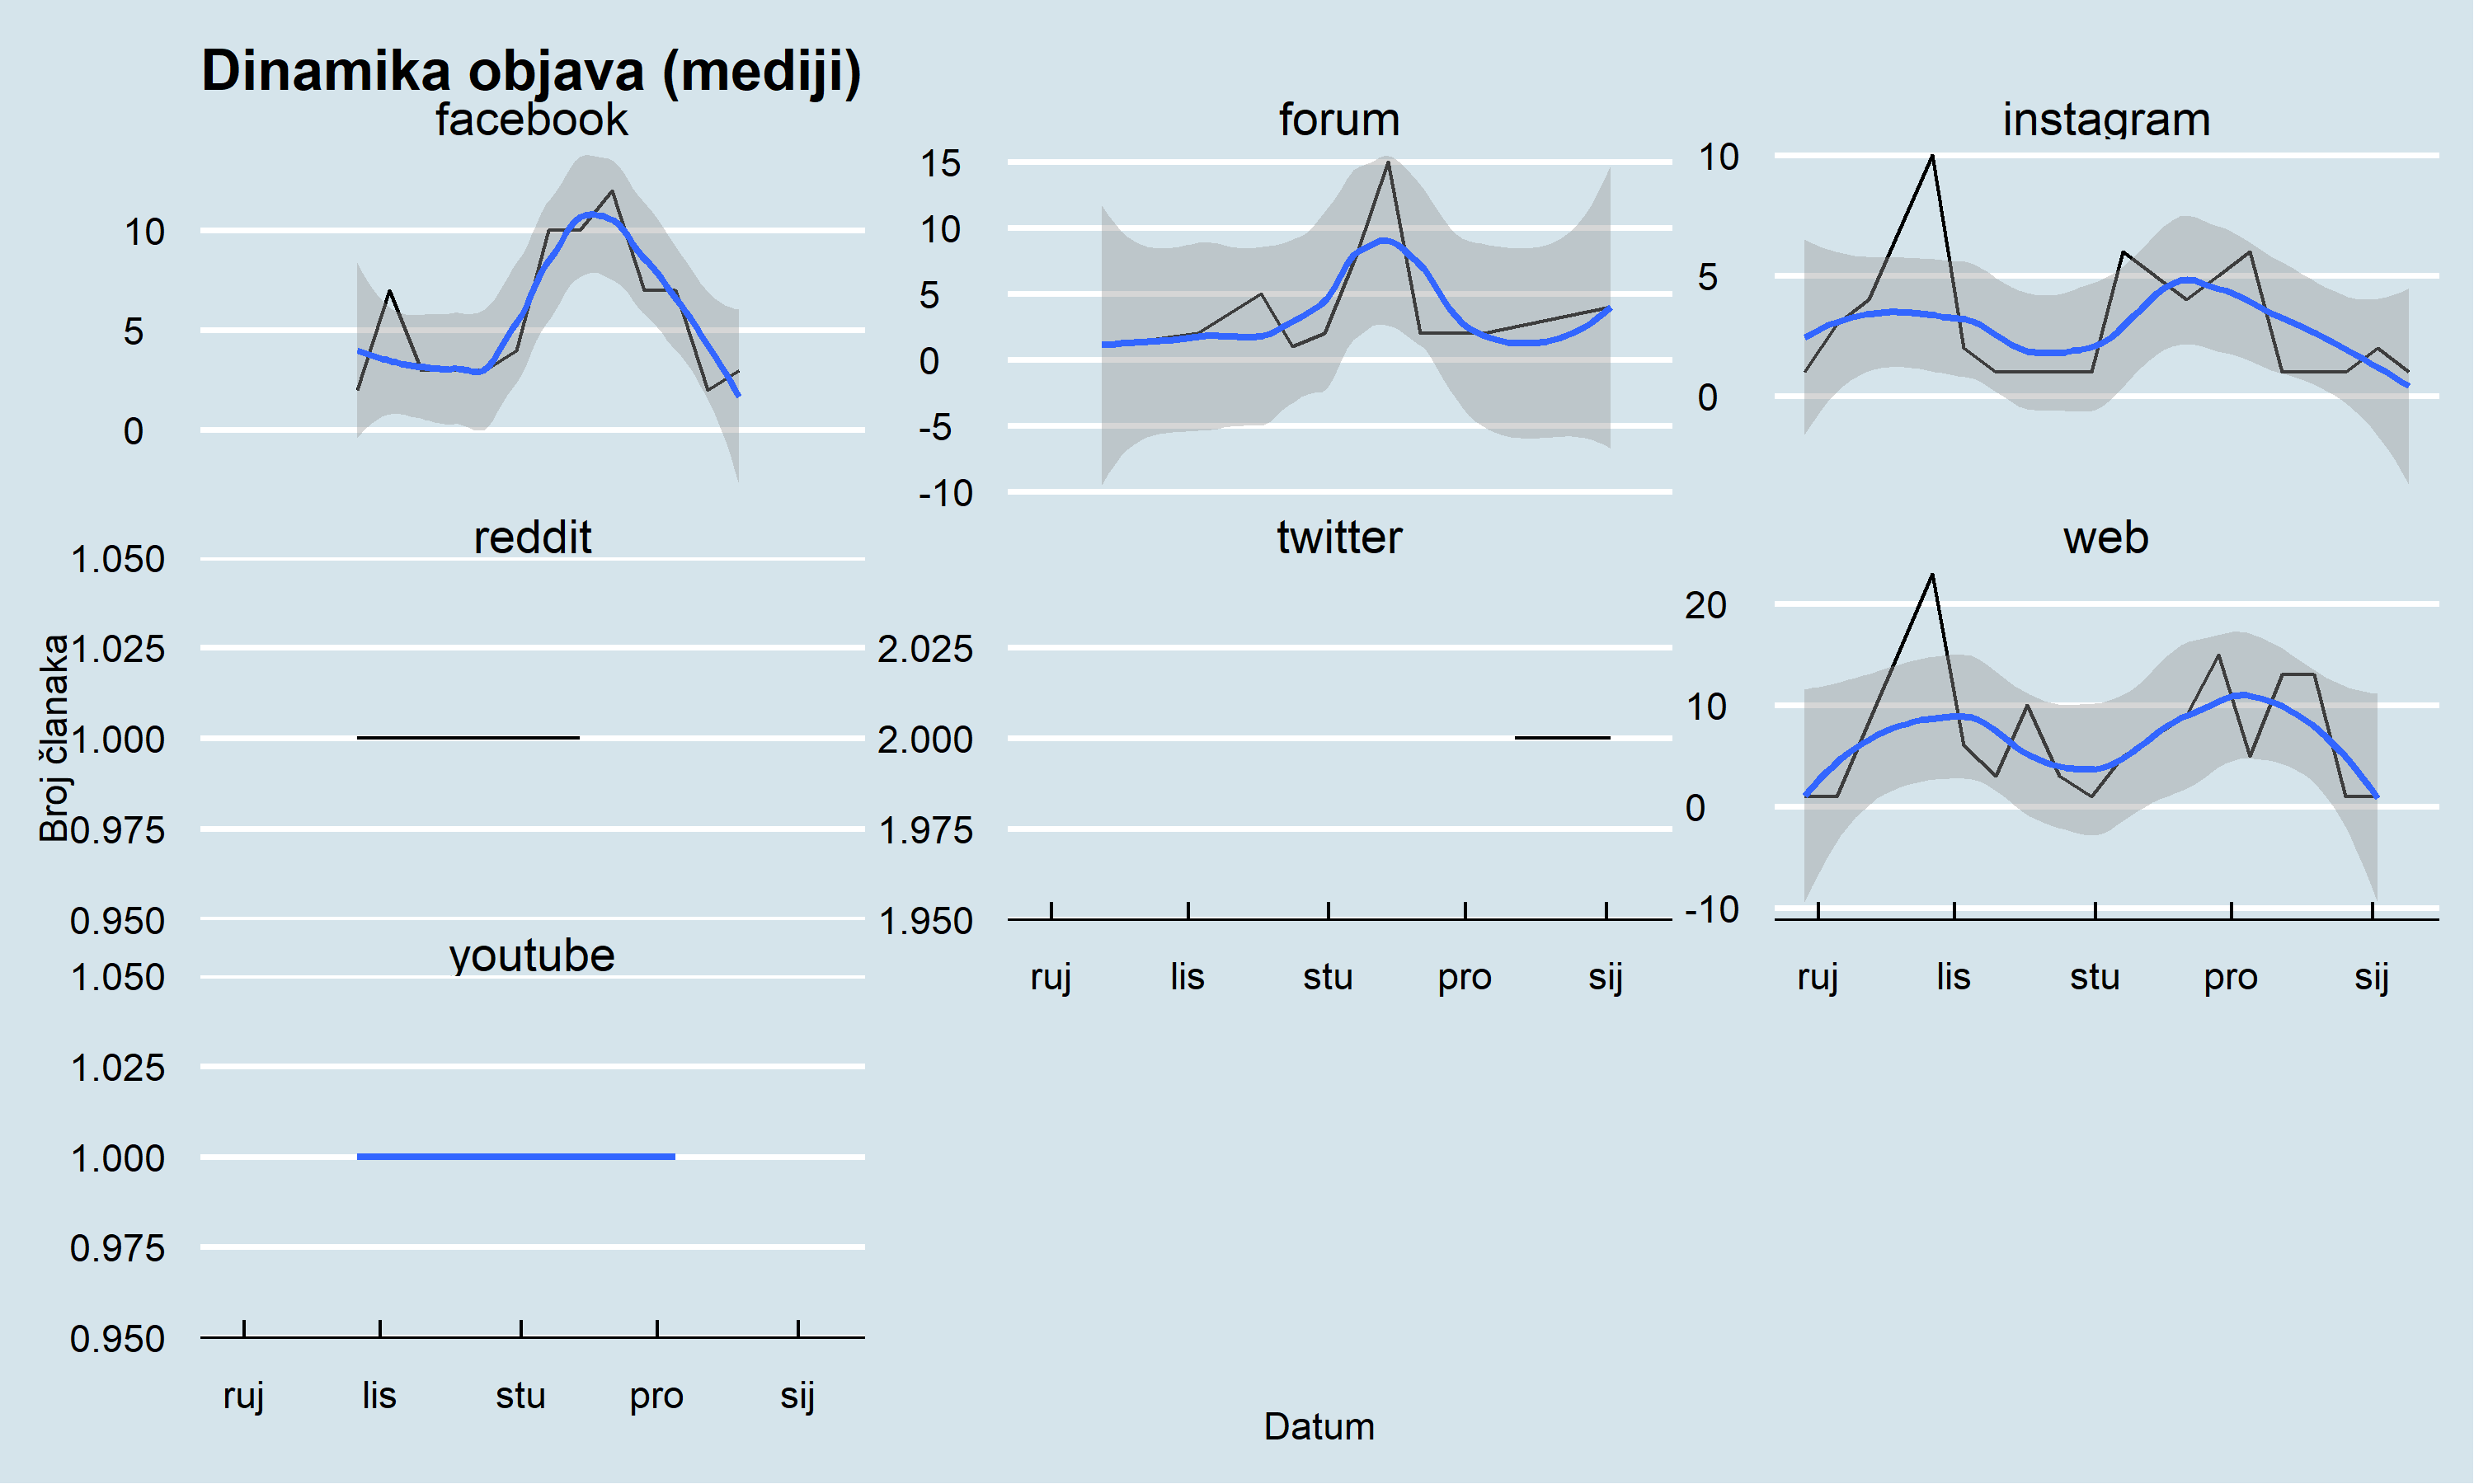 Dinamika objava (mediji)
facebook
10
5
0
forum
15
10
5
0
-5
-10
instagram
10
5
0
Broj članaka
reddit
1.050
1.025
1.000
0.975
0.950
twitter
2.025
2.000
1.975
1.950
ruj lis stu pro sij
web
20
10
0
-10
ruj lis stu pro sij
youtube
1.050
1.025
1.000
0.975
0.950
ruj lis stu pro sij
Datum